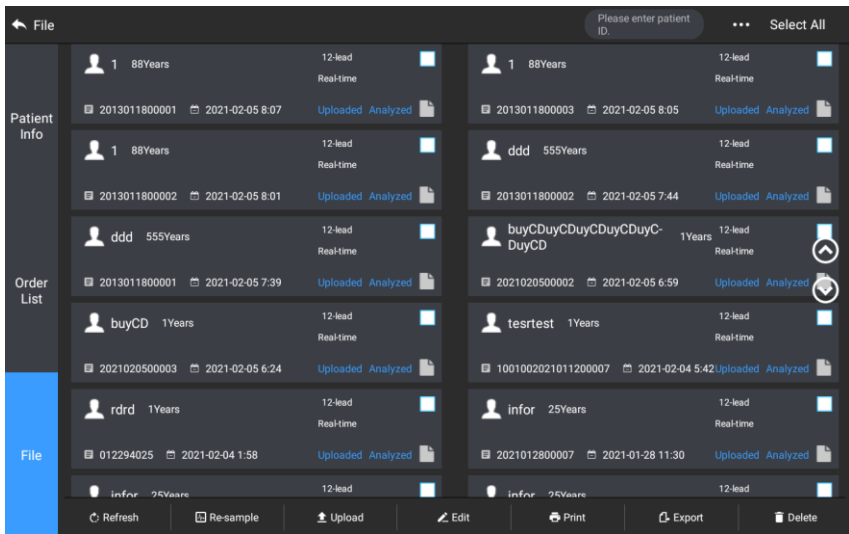 File
Please enter patient
ID.
Select All
Patient
Info
Order
List
File
1 88Years 12-lead
Real-time
2013011800001 2021-02-05 8:07 Uploaded Analyzed
1 88Years 12-lead
Real-time
2013011800003 2021-02-05 8:05 Uploaded Analyzed
1 88Years 12-lead
Real-time
2013011800002 2021-02-05 8:01 Uploaded Analyzed
ddd 555Years 12-lead
Real-time
2013011800002 2021-02-05 7:44 Uploaded Analyzed
ddd 555Years 12-lead
Real-time
2013011800001 2021-02-05 7:39 Uploaded Analyzed
buyCDuyCDuyCDuyCDuyC-
DuyCD 1Years 12-lead
Real-time
2021020500002 2021-02-05 6:59 Uploaded Analyzed
buyCD 1Years 12-lead
Real-time
2021020500003 2021-02-05 6:24 Uploaded Analyzed
tesrtest 1Years 12-lead
Real-time
1001002021011200007 2021-02-04 5:42 Uploaded Analyzed
rdrd 1Years 12-lead
Real-time
012294025 2021-02-04 1:58 Uploaded Analyzed
infor 25Years 12-lead
Real-time
2021012800007 2021-01-28 11:30 Uploaded Analyzed
infor 25Years 12-lead
infor 25Years 12-lead
Refresh Re-sample Upload Edit Print Export Delete